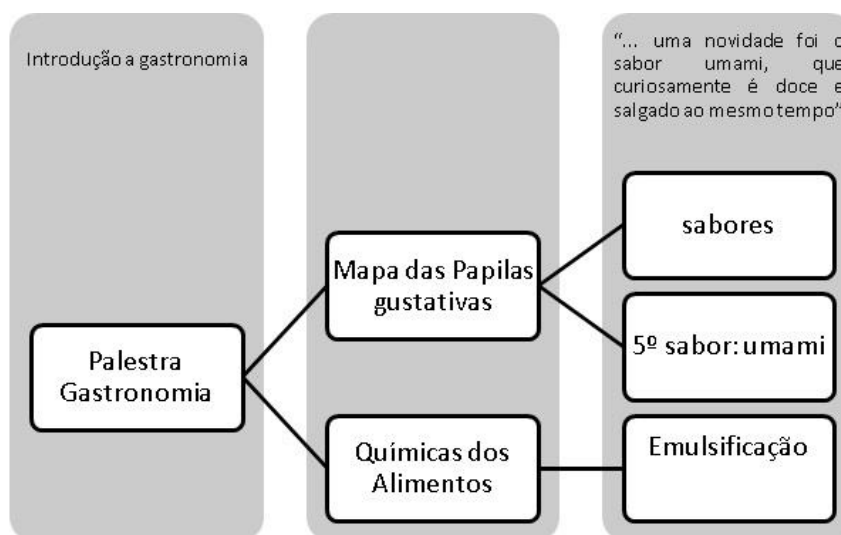 Introdução a gastronomia
Palestra
Gastronomia
Mapa das Papilas
gustativas
Químicas dos
Alimentos
“... uma novidade foi o
sabor umami, que
curiosamente é doce e
salgado ao mesmo tempo”
sabores
5º sabor: umami
Emulsificação